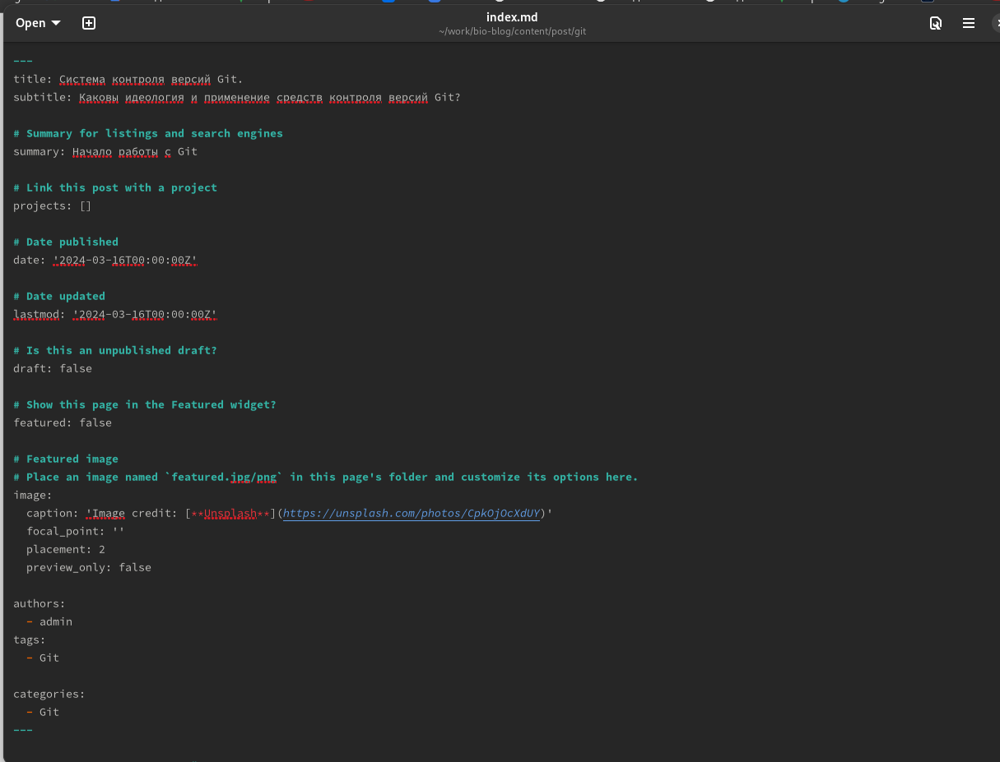 Open
index.md
~/work/bio-blog/content/post/git
---
title: Система контроля версий Git.
subtitle: Каковы идеология и применение средств контроля версий Git?
# Summary for listings and search engines
summary: Начало работы с Git
# Link this post with a project
projects: []
# Date published
date: '2024-03-16T00:00:00Z'
# Date updated
lastmod: '2024-03-16T00:00:00Z'
# Is this an unpublished draft?
draft: false
# Show this page in the Featured widget?
featured: false
# Featured image
# Place an image named `featured.jpg/png` in this page's folder and customize its options here.
image:
  caption: 'Image credit: [**Unsplash**](https://unsplash.com/photos/CpkOjOcXdUY)'
  focal_point: ''
  placement: 2
  preview_only: false
authors:
  - admin
tags:
  - Git
categories:
  - Git
---